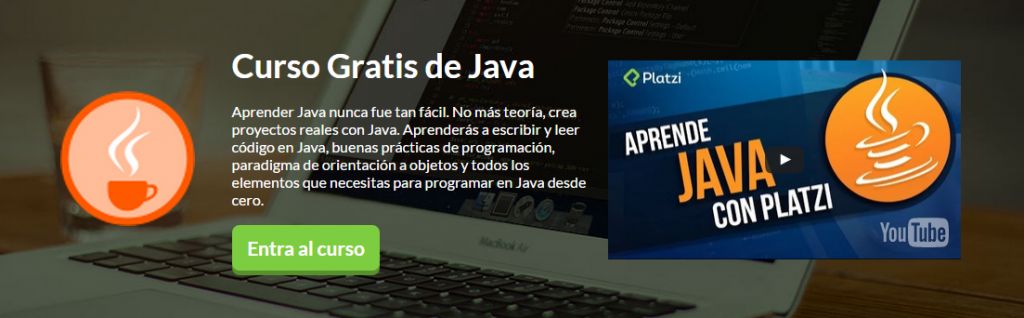 Curso Gratis de Java
Aprender Java nunca fue tan fácil. No más teoría, crea
proyectos reales con Java. Aprenderás a escribir y leer
código en Java, buenas prácticas de programación,
paradigma de orientación a objetos y todos los
elementos que necesitas para programar en Java desde
cero.
Entra al curso
Platzi
APRENDE
JAVA
CON PLATZI
YouTube
MacBook Air